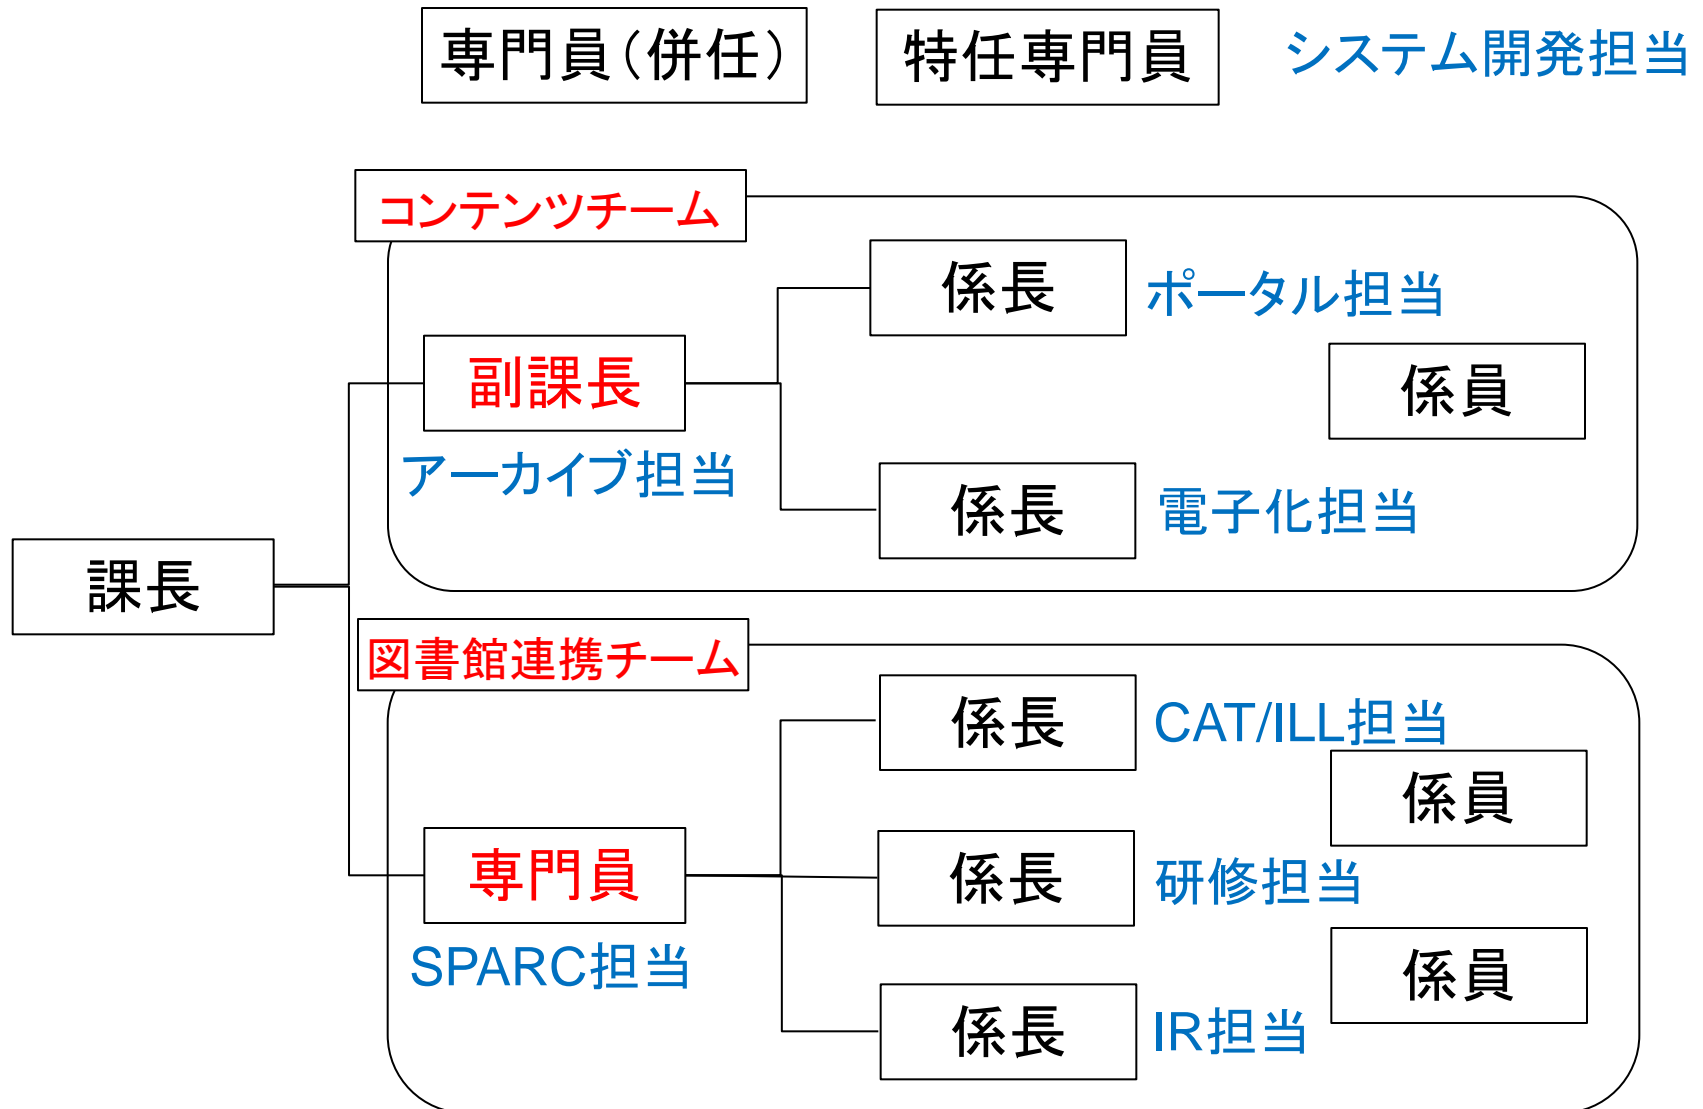 専門員（併任）
特任専門員
システム開発担当
コンテンツチーム
係長
ポータル担当
副課長
係員
アーカイブ担当
係長
電子化担当
課長
図書館連携チーム
係長
CAT/ILL担当
係員
専門員
係長
研修担当
SPARC担当
係員
係長
IR担当